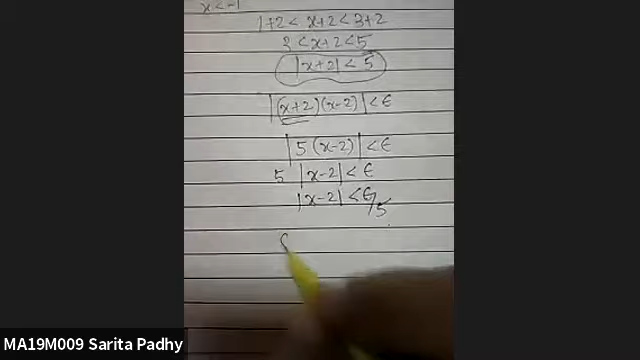 x<-1
1+2 < x+2 < 3+2
3 < x+2 < 5
|x+2| < 5
|(x+2)(x-2)| < ε
|5(x-2)| < ε
5 |x-2| < ε
|x-2| < ε/5
MA19M009 Sarita Padhy